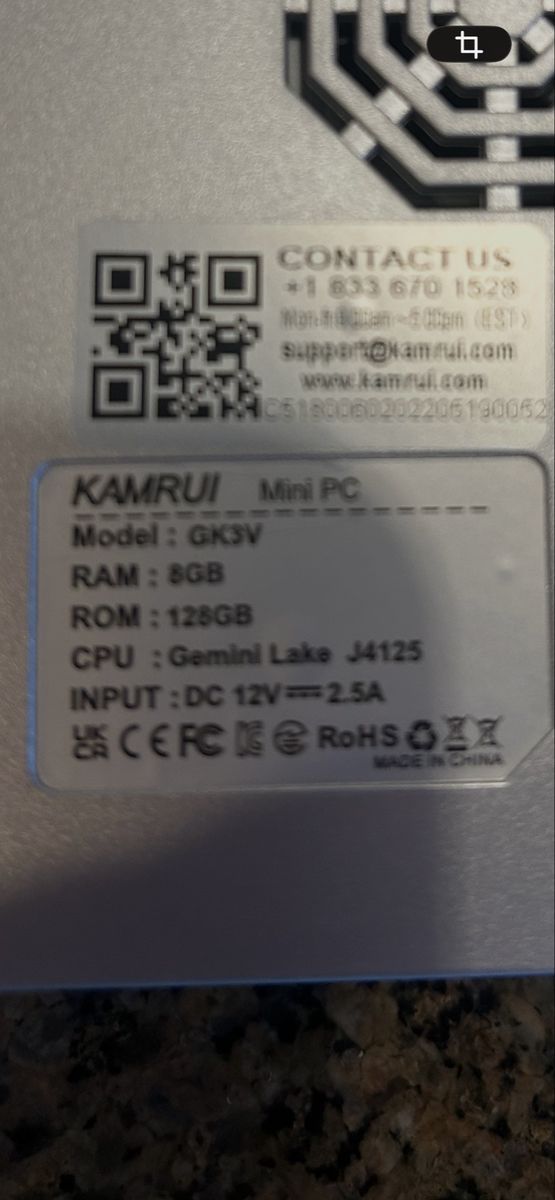 CONTACT US
+1 833 670 1528
support@kamrui.com
www.kamrui.com
KAMRUI Mini PC
Model : GK3V
RAM : 8GB
ROM : 128GB
CPU : Gemini Lake J4125
INPUT : DC 12V⎓2.5A
UK CA CE FC RoHS
MADE IN CHINA